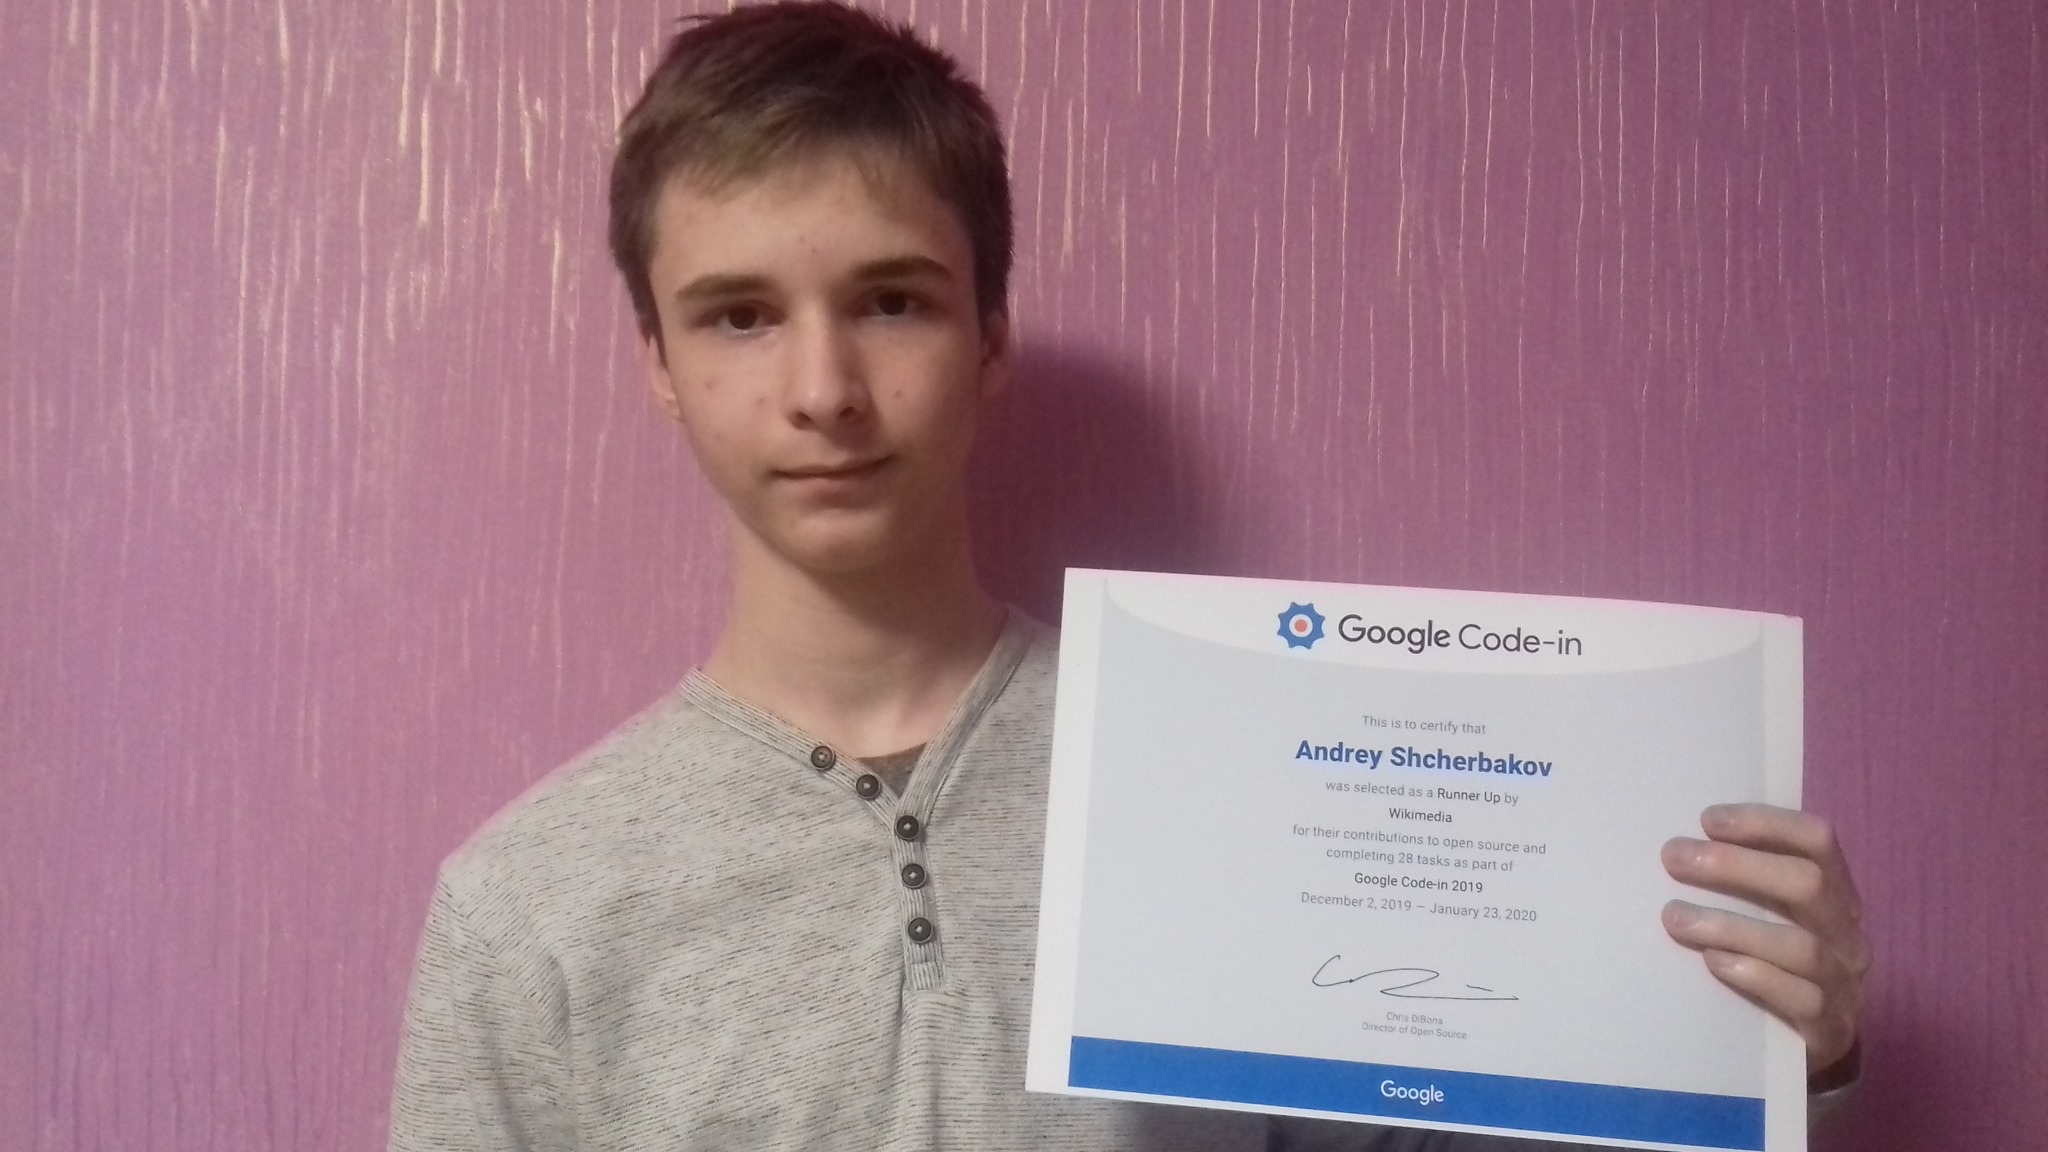 Google Code-in
This is to certify that
Andrey Shcherbakov
was selected as a Runner Up by
Wikimedia
for their contributions to open source and
completing 28 tasks as part of
Google Code-in 2019
December 2, 2019 — January 23, 2020
Chris DiBona
Director of Open Source
Google